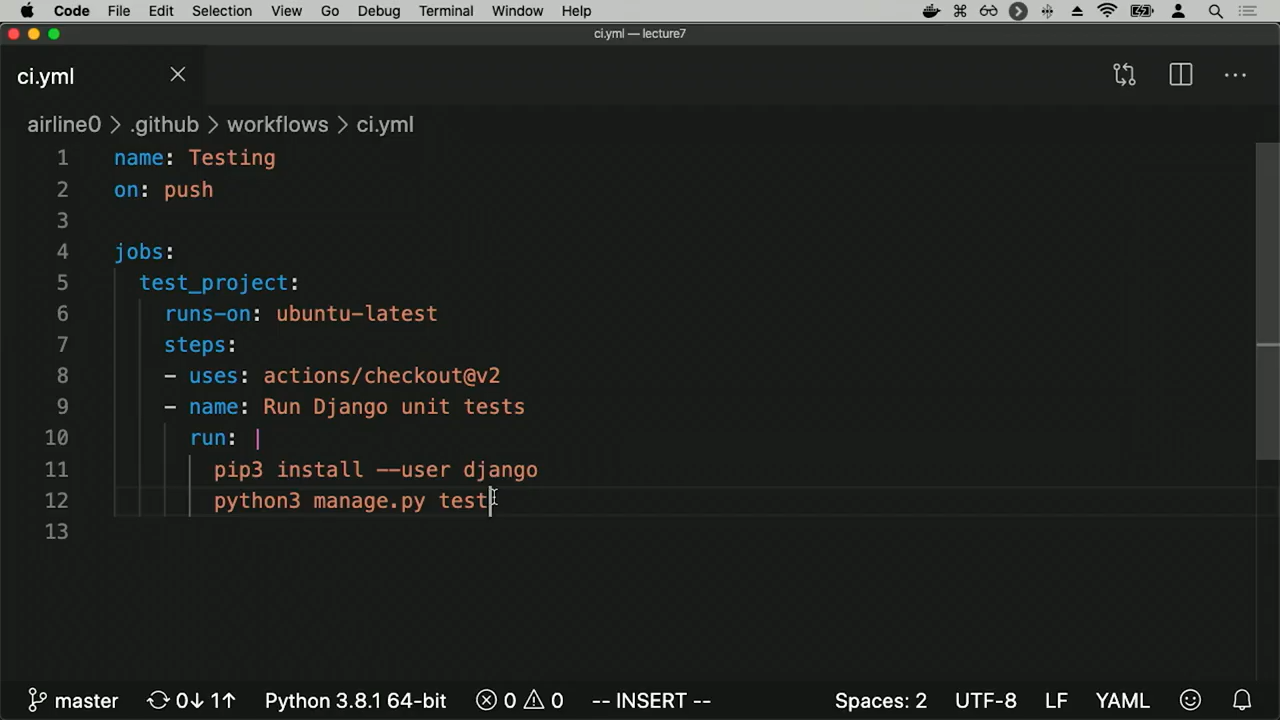 Code File Edit Selection View Go Debug Terminal Window Help
ci.yml — lecture7
ci.yml
airline0 > .github > workflows > ci.yml
1 name: Testing
2 on: push
3
4 jobs:
5 test_project:
6 runs-on: ubuntu-latest
7 steps:
8 - uses: actions/checkout@v2
9 - name: Run Django unit tests
10 run: |
11 pip3 install --user django
12 python3 manage.py test
13
master 0↓ 1↑ Python 3.8.1 64-bit 0 0 -- INSERT -- Spaces: 2 UTF-8 LF YAML